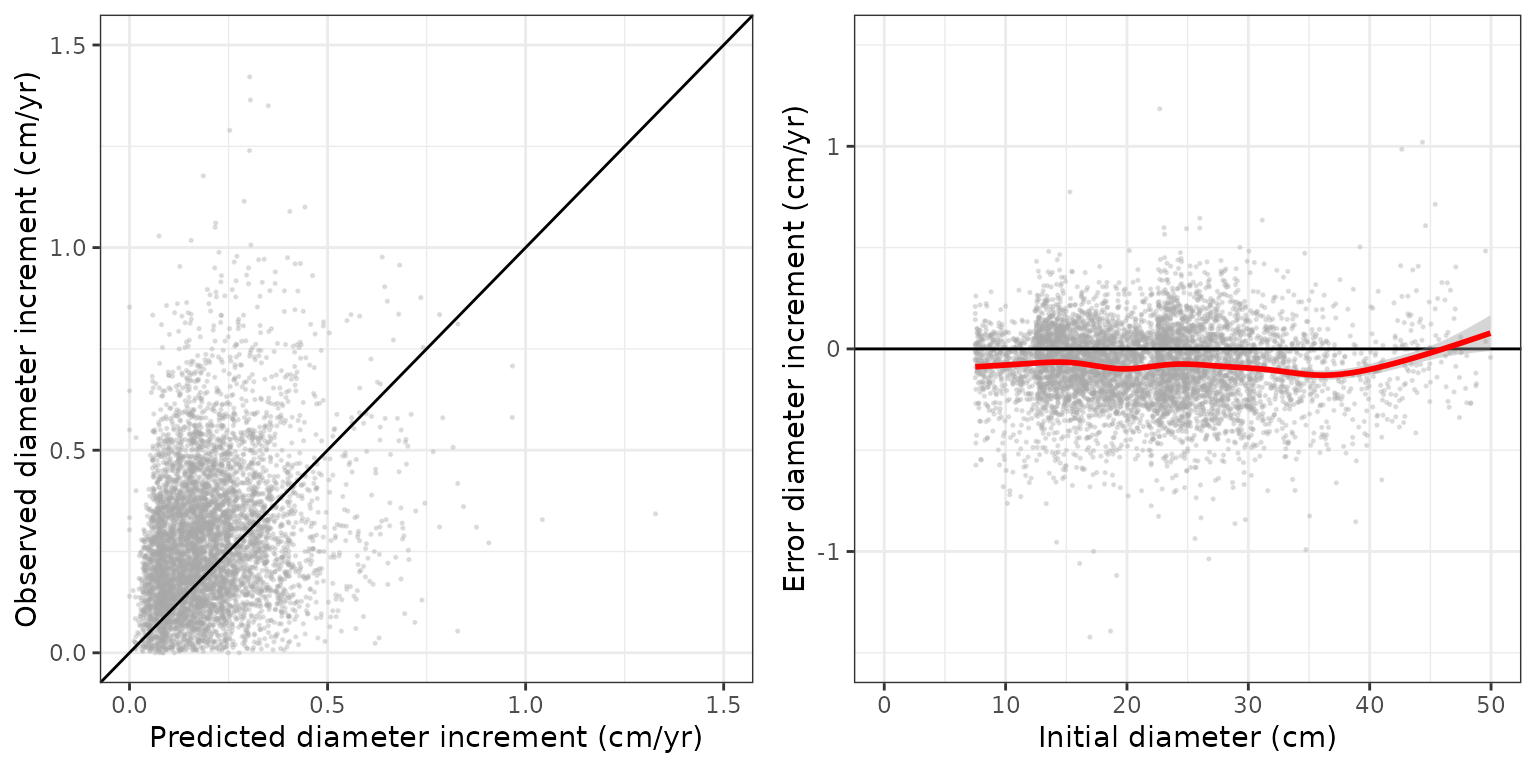 Observed diameter increment (cm/yr)
1.5
1.0
0.5
0.0
0.0 0.5 1.0 1.5
Predicted diameter increment (cm/yr)
Error diameter increment (cm/yr)
1
0
-1
0 10 20 30 40 50
Initial diameter (cm)